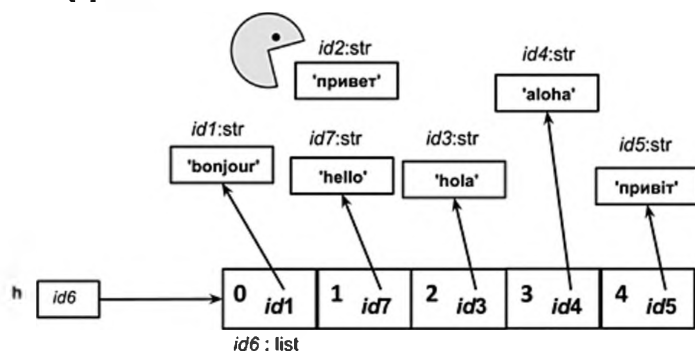 id2:str
'привет'
id4:str
'aloha'
id1:str
'bonjour'
id7:str
'hello'
id3:str
'hola'
id5:str
'привіт'
h
id6
0 id1
1 id7
2 id3
3 id4
4 id5
id6 : list